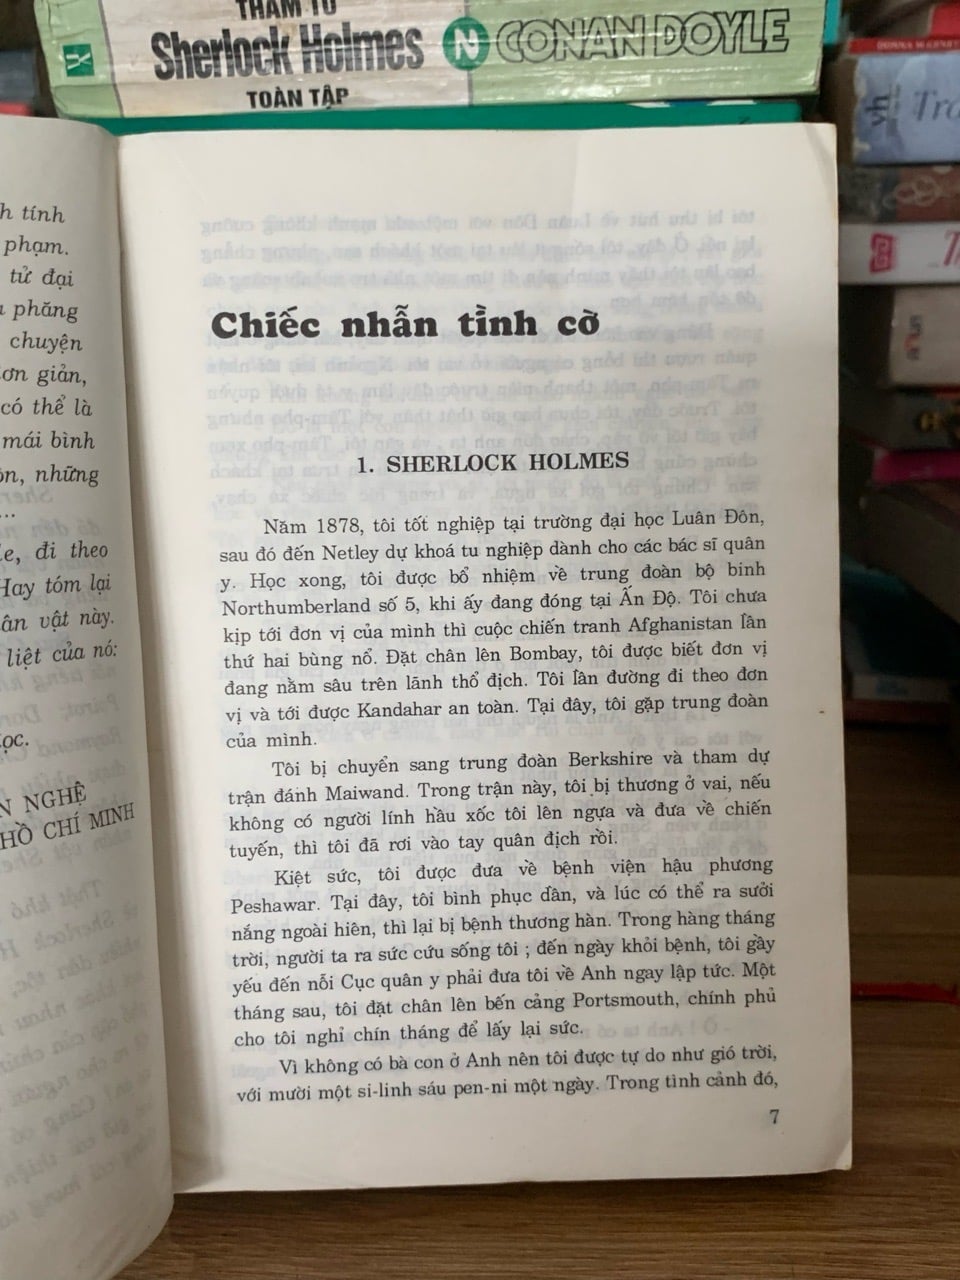 THÁM TỬ
Sherlock Holmes
TOÀN TẬP
N CONAN DOYLE
DONNA
vh
Tr
h tính
phạm.
tử đại
phăng
chuyện
ơn giản,
có thể là
mái bình
ôn, những
...
le, đi theo
Hay tóm lại
ân vật này.
liệt của nó:
ọc.
N NGHỆ
HỒ CHÍ MINH
Chiếc nhẫn tình cờ
1. SHERLOCK HOLMES
Năm 1878, tôi tốt nghiệp tại trường đại học Luân Đôn,
sau đó đến Netley dự khoá tu nghiệp dành cho các bác sĩ quân
y. Học xong, tôi được bổ nhiệm về trung đoàn bộ binh
Northumberland số 5, khi ấy đang đóng tại Ấn Độ. Tôi chưa
kịp tới đơn vị của mình thì cuộc chiến tranh Afghanistan lần
thứ hai bùng nổ. Đặt chân lên Bombay, tôi được biết đơn vị
đang nằm sâu trên lãnh thổ địch. Tôi lần đường đi theo đơn
vị và tới được Kandahar an toàn. Tại đây, tôi gặp trung đoàn
của mình.
Tôi bị chuyển sang trung đoàn Berkshire và tham dự
trận đánh Maiwand. Trong trận này, tôi bị thương ở vai, nếu
không có người lính hầu xốc tôi lên ngựa và đưa về chiến
tuyến, thì tôi đã rơi vào tay quân địch rồi.
Kiệt sức, tôi được đưa về bệnh viện hậu phương
Peshawar. Tại đây, tôi bình phục dần, và lúc có thể ra sưởi
nắng ngoài hiên, thì lại bị bệnh thương hàn. Trong hàng tháng
trời, người ta ra sức cứu sống tôi ; đến ngày khỏi bệnh, tôi gầy
yếu đến nỗi Cục quân y phải đưa tôi về Anh ngay lập tức. Một
tháng sau, tôi đặt chân lên bến cảng Portsmouth, chính phủ
cho tôi nghỉ chín tháng để lấy lại sức.
Vì không có bà con ở Anh nên tôi được tự do như gió trời,
với mười một si-linh sáu pen-ni một ngày. Trong tình cảnh đó,
7